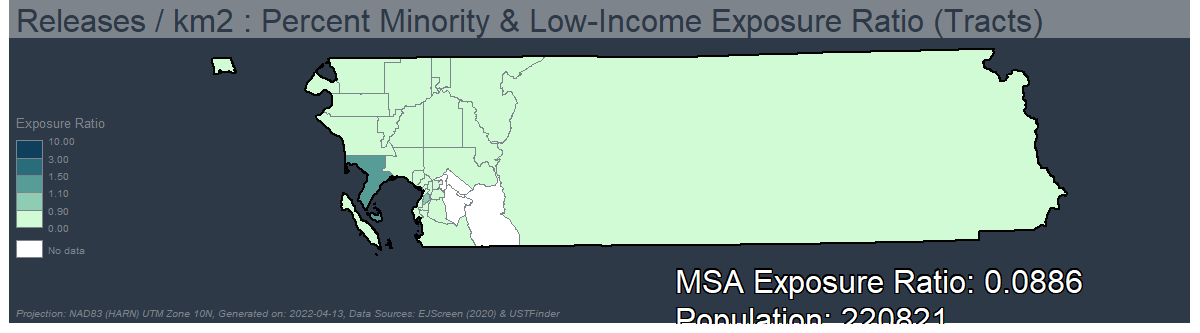 Releases / km2 : Percent Minority & Low-Income Exposure Ratio (Tracts)
Exposure Ratio
10.00
3.00
1.50
1.10
0.90
0.00
No data
MSA Exposure Ratio: 0.0886
Population: 220821
Projection: NAD83 (HARN) UTM Zone 10N, Generated on: 2022-04-13, Data Sources: EJScreen (2020) & USTFinder